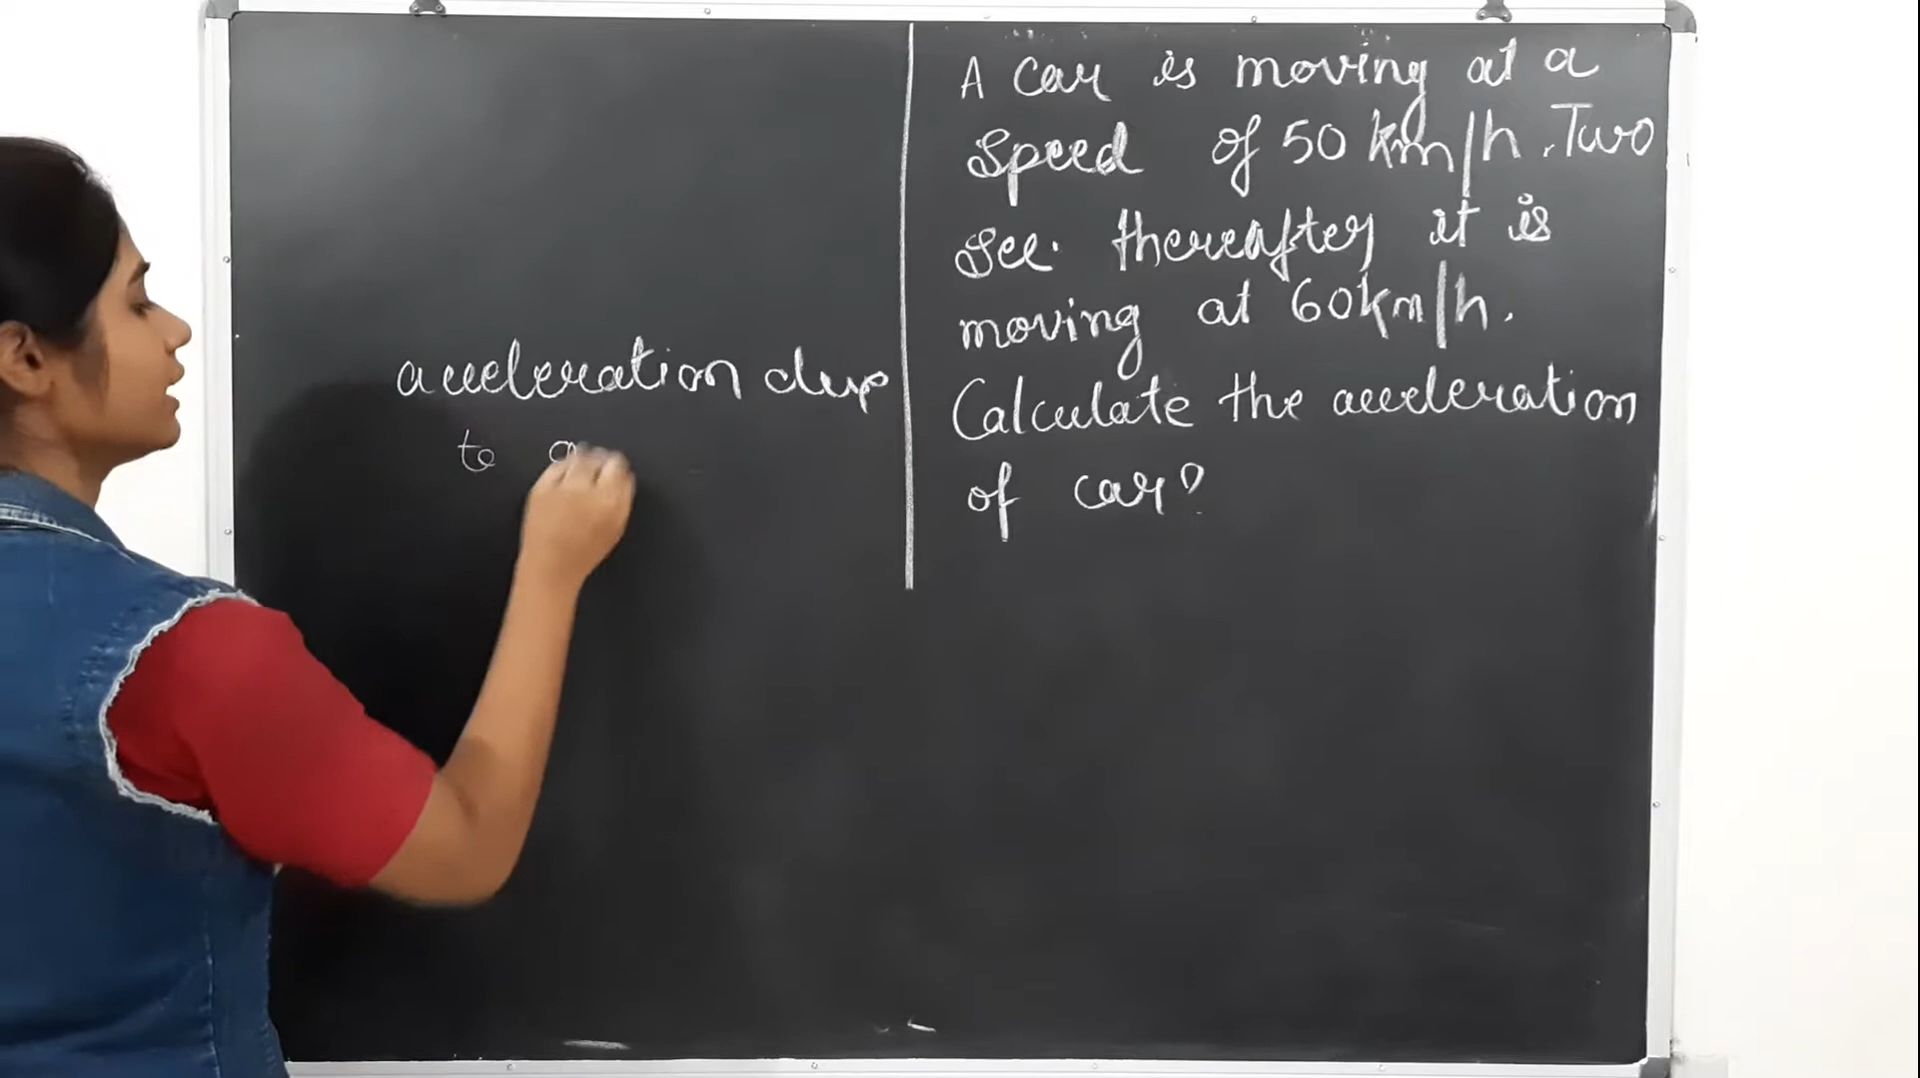 acceleration due
to
A car is moving at a
speed of 50 km/h. Two
sec. thereafter it is
moving at 60km/h.
Calculate the acceleration
of car?